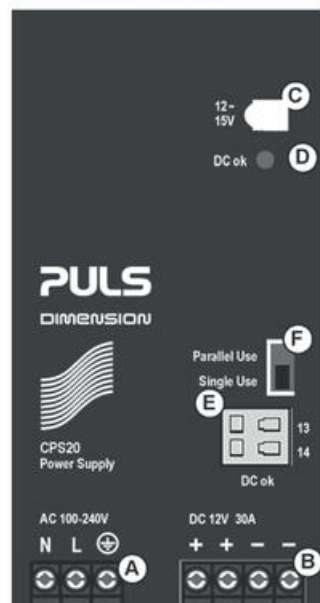 C
12 -
15V
DC ok
D
PULS
DIMENSION
F
Parallel Use
Single Use
E
13
14
CPS20
Power Supply
DC ok
AC 100-240V
DC 12V 30A
N L
+ + − −
A
B